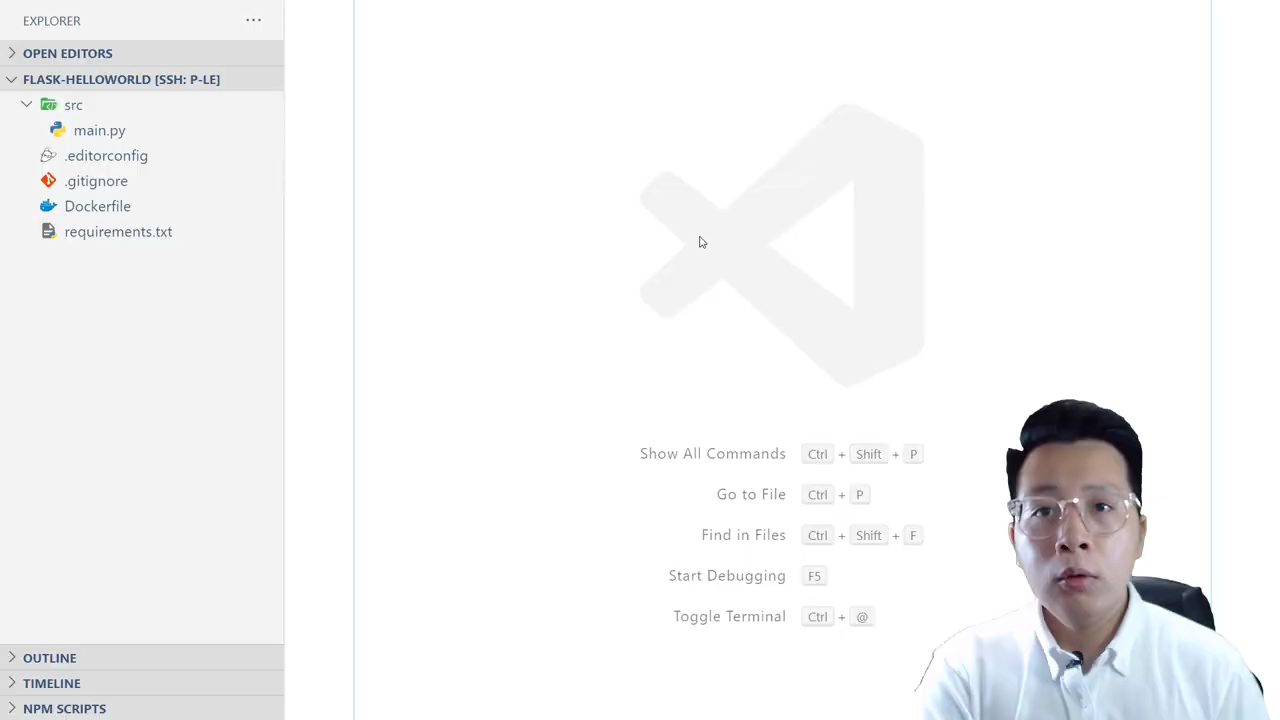 EXPLORER
OPEN EDITORS
FLASK-HELLOWORLD [SSH: P-LE]
src
main.py
.editorconfig
.gitignore
Dockerfile
requirements.txt
Show All Commands Ctrl + Shift + P
Go to File Ctrl + P
Find in Files Ctrl + Shift + F
Start Debugging F5
Toggle Terminal Ctrl + @
OUTLINE
TIMELINE
NPM SCRIPTS